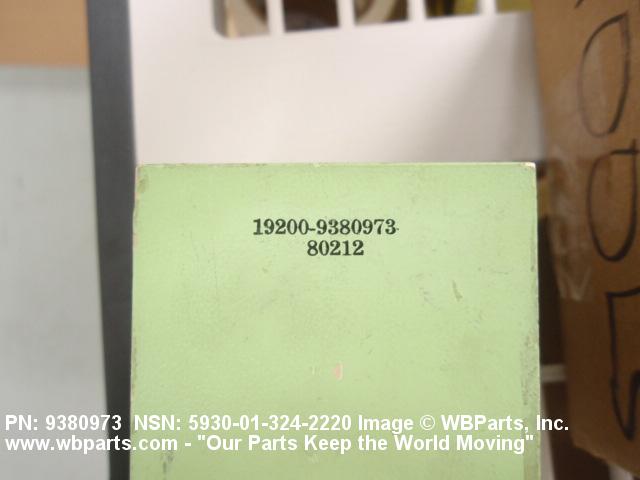 19200-9380973
80212
PN: 9380973 NSN: 5930-01-324-2220 Image © WBParts, Inc.
www.wbparts.com - "Our Parts Keep the World Moving"